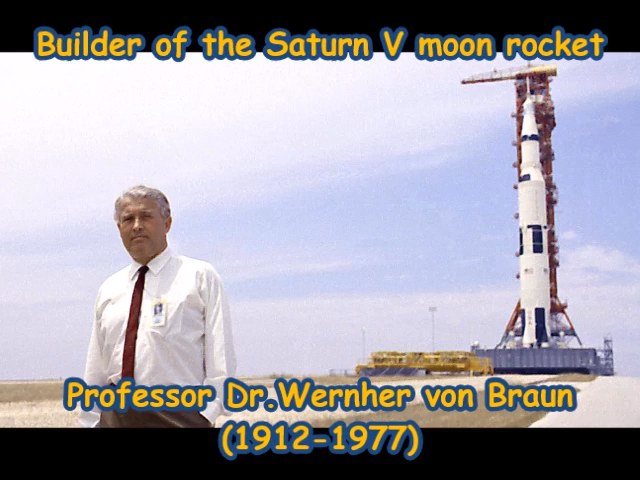 Builder of the Saturn V moon rocket
Professor Dr.Wernher von Braun
(1912-1977)